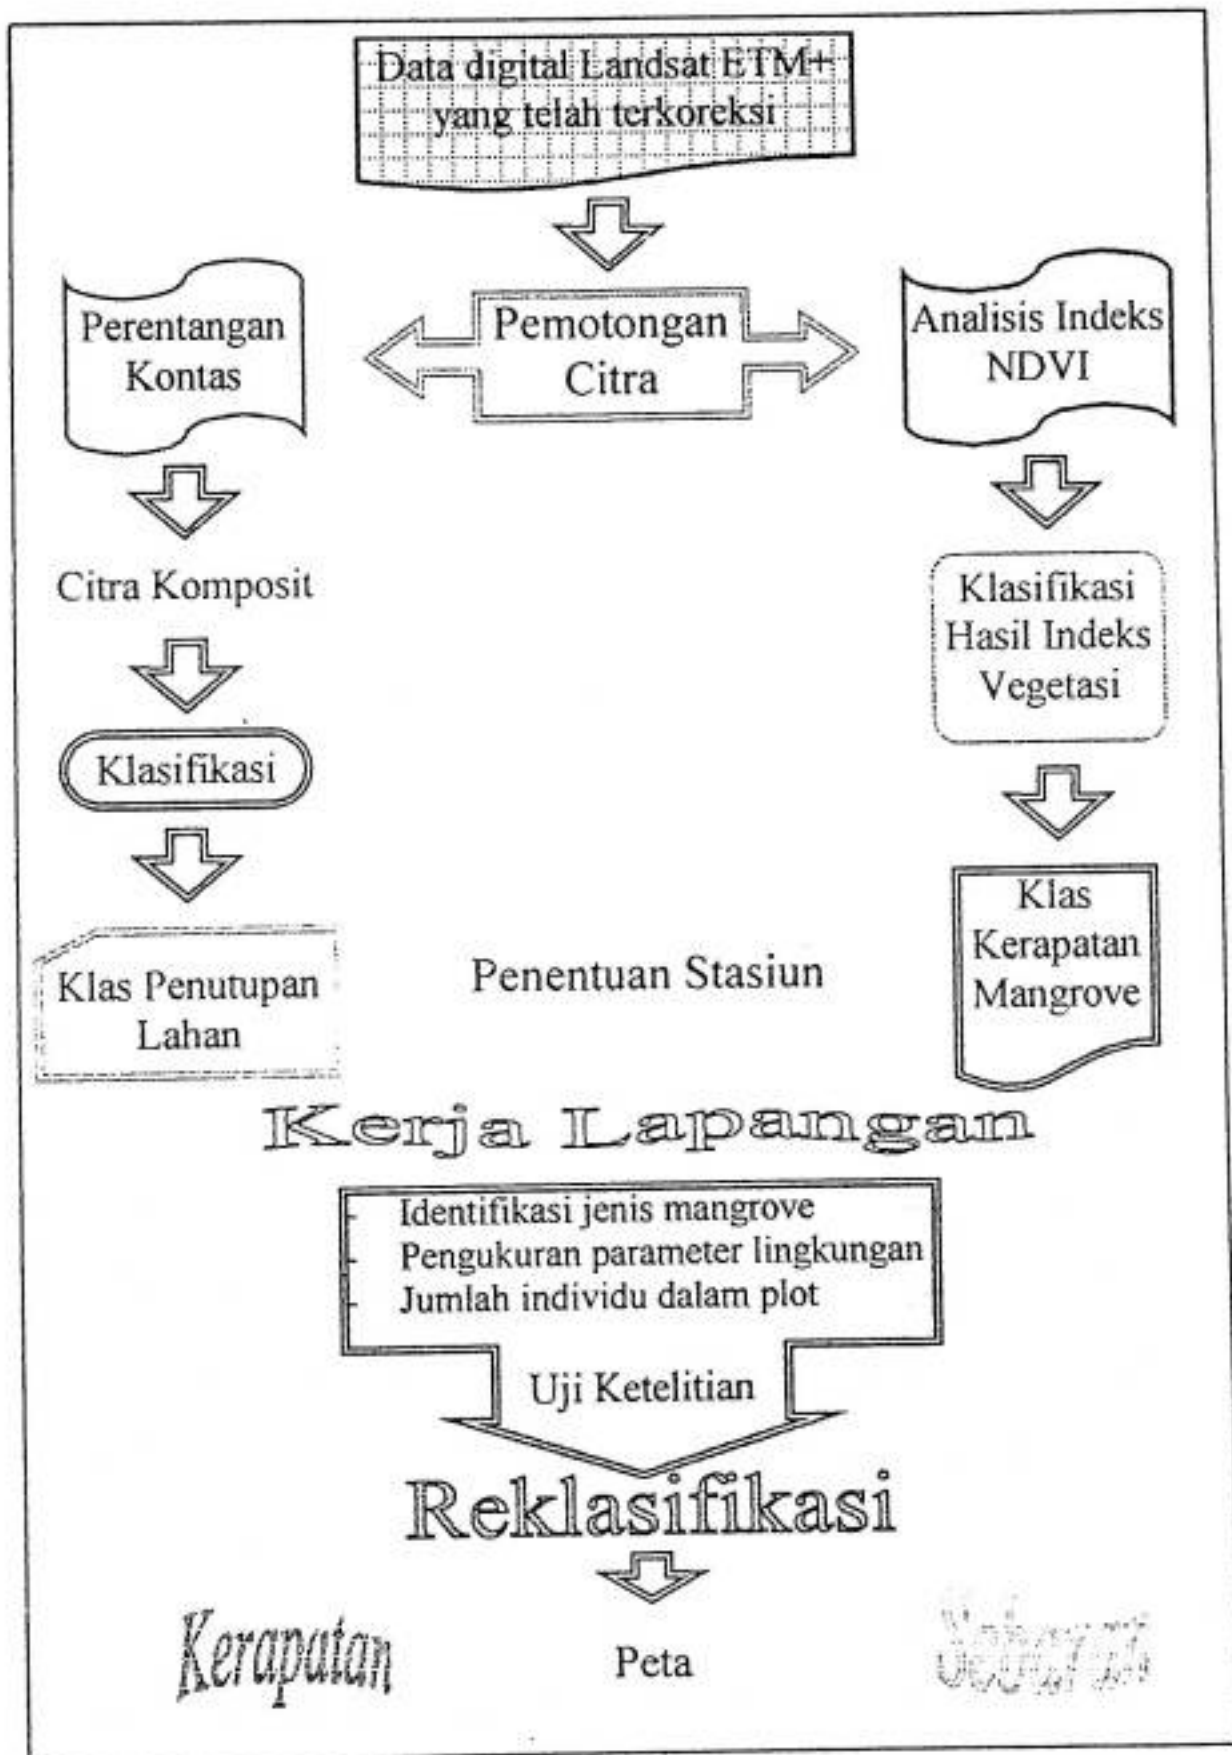 Data digital Landsat ETM+
yang telah terkoreksi
Pemotongan
Citra
Perentangan
Kontas
Citra Komposit
Klasifikasi
Klas Penutupan
Lahan
Analisis Indeks
NDVI
Klasifikasi
Hasil Indeks
Vegetasi
Klas
Kerapatan
Mangrove
Penentuan Stasiun
Kerja Lapangan
- Identifikasi jenis mangrove
- Pengukuran parameter lingkungan
- Jumlah individu dalam plot
Uji Ketelitian
Reklasifikasi
Kerapatan
Peta
Sebaran